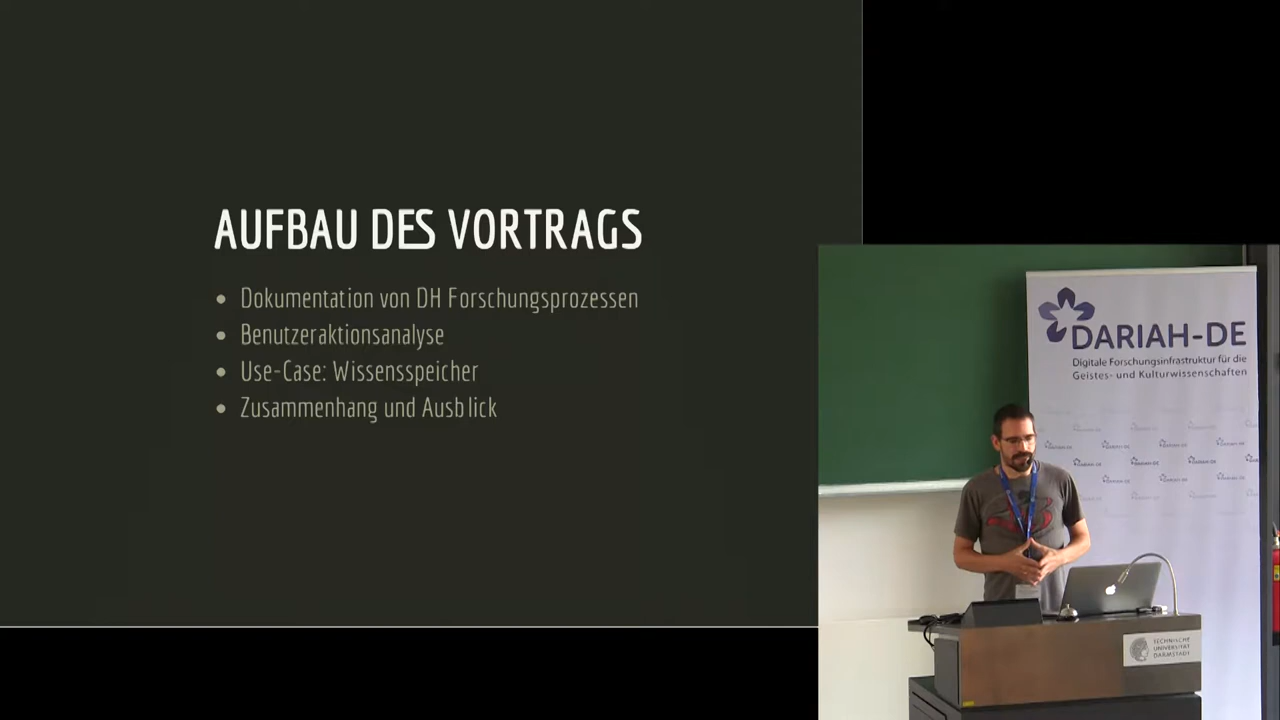 AUFBAU DES VORTRAGS
Dokumentation von DH Forschungsprozessen
Benutzeraktionsanalyse
Use-Case: Wissensspeicher
Zusammenhang und Ausblick
DARIAH-DE
Digitale Forschungsinfrastruktur für die
Geistes- und Kulturwissenschaften
TECHNISCHE
UNIVERSITÄT
DARMSTADT